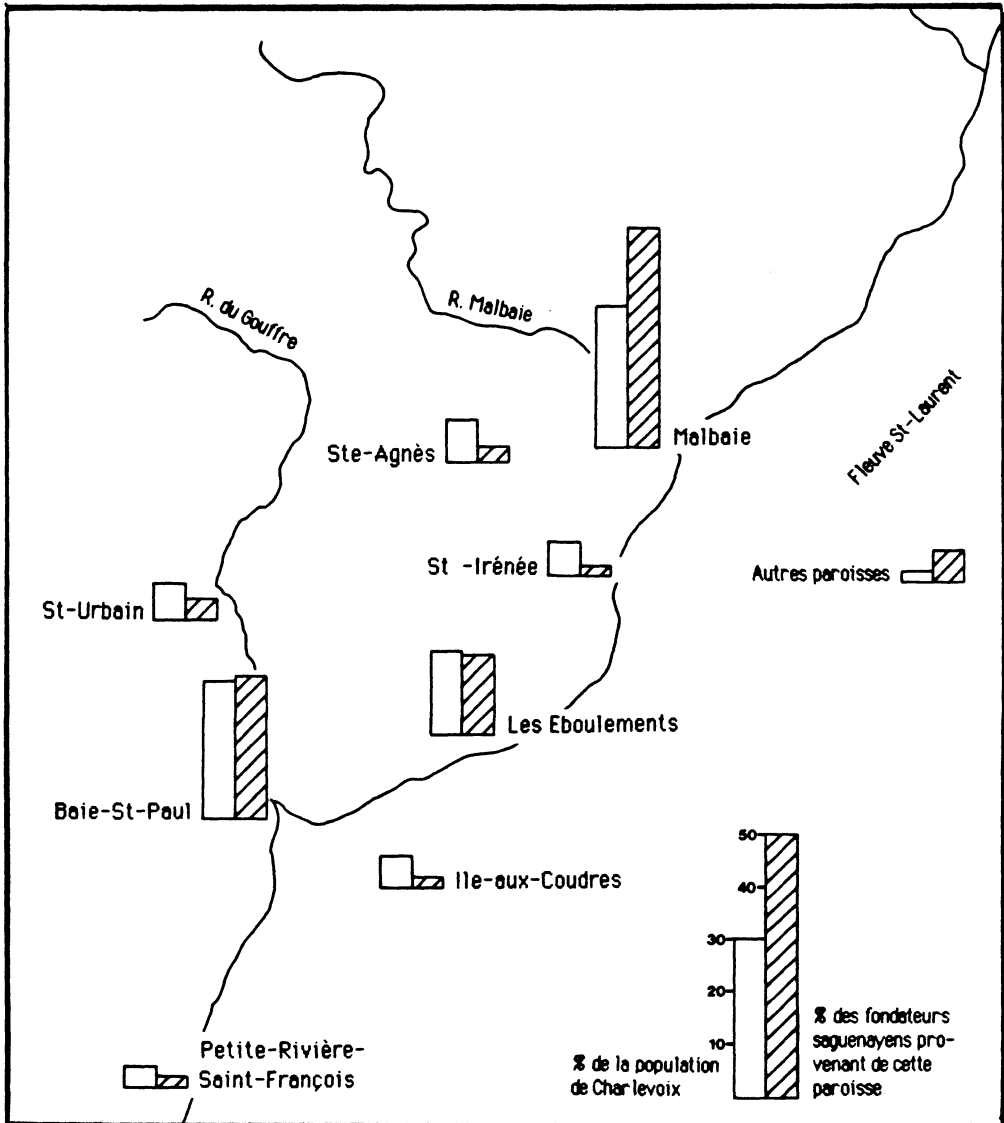 R. du Gouffre
R. Malbaie
Malbaie
Fleuve St-Laurent
Ste-Agnès
St -Irénée
Autres paroisses
St-Urbain
Les Eboulements
Baie-St-Paul
Ile-aux-Coudres
Petite-Rivière-
Saint-François
50
40
30
20
10
% de la population
de Charlevoix
% des fondateurs
saguenayens pro-
venant de cette
paroisse